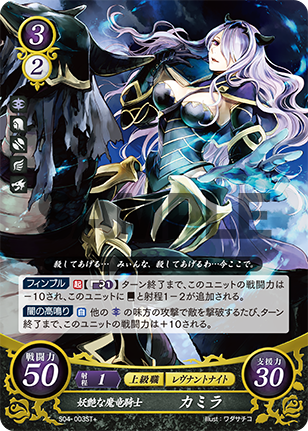 3
2
殺してあげる… みぃんな、殺してあげるわ…今ここで。
SAMPLE
フィンブル 起 【1】ターン終了まで、このユニットの戦闘力は
－10され、このユニットに と射程1－2が追加される。
闇の高鳴り 自 他の の味方の攻撃で敵を撃破するたび、ターン
終了まで、このユニットの戦闘力は＋10される。
戦闘力
50
射程 1
上級職
レヴナントナイト
支援力
30
妖艶な魔竜騎士
カミラ
S04-003ST+
Illust：ワダサチコ